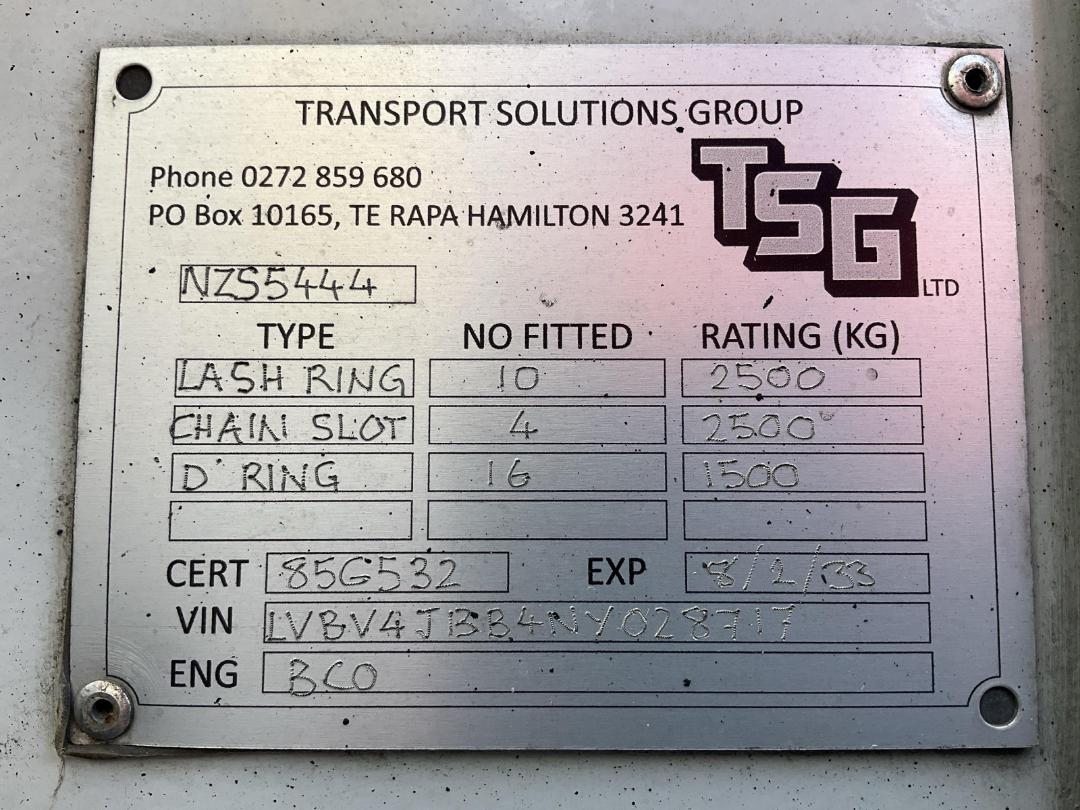 TRANSPORT SOLUTIONS GROUP
Phone 0272 859 680
PO Box 10165, TE RAPA HAMILTON 3241
TSG LTD
NZS5444
TYPE NO FITTED RATING (KG)
LASH RING 10 2500
CHAIN SLOT 4 2500
D RING 16 1500
CERT 85G532 EXP 8/2/33
VIN LVBV4JBB4NY028717
ENG BCO